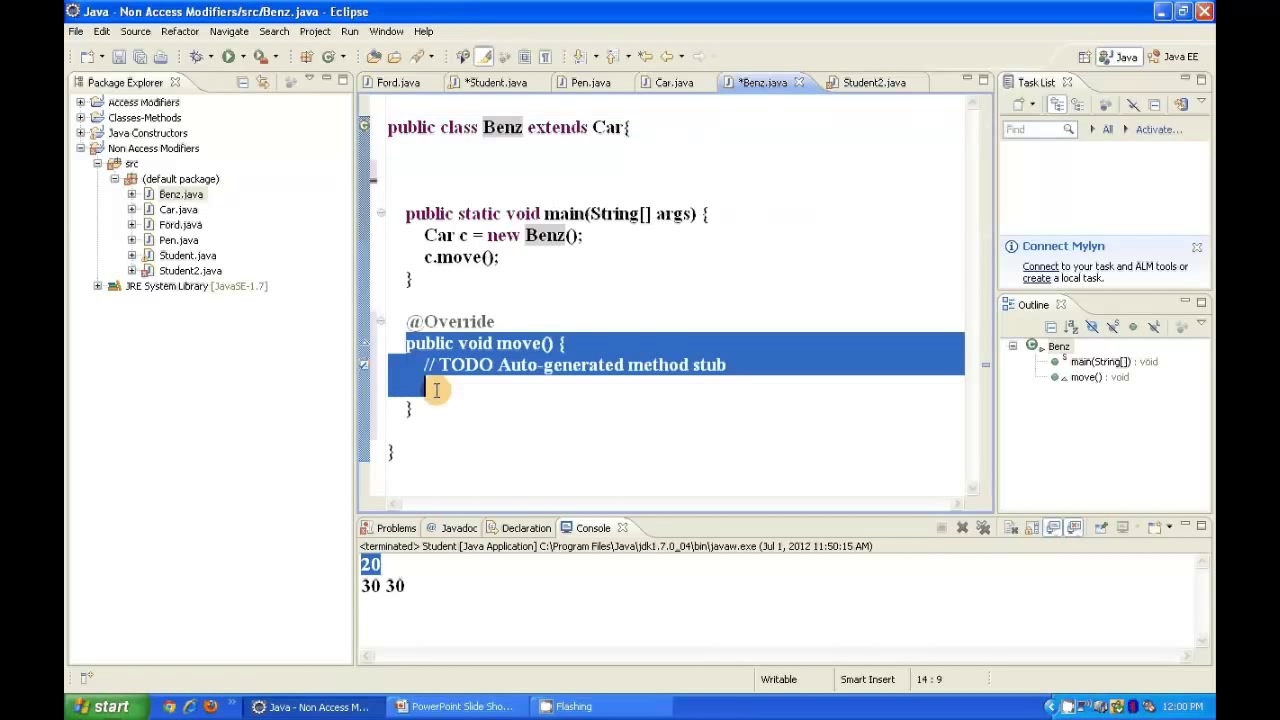 Java - Non Access Modifiers/src/Benz.java - Eclipse
File Edit Source Refactor Navigate Search Project Run Window Help
Java Java EE
Package Explorer
Ford.java *Student.java Pen.java Car.java *Benz.java Student2.java
Task List
Access Modifiers
Classes-Methods
Java Constructors
Non Access Modifiers
src
(default package)
Benz.java
Car.java
Ford.java
Pen.java
Student.java
Student2.java
JRE System Library [JavaSE-1.7]
public class Benz extends Car{
public static void main(String[] args) {
Car c = new Benz();
c.move();
}
@Override
public void move() {
// TODO Auto-generated method stub
}
}
Find All Activate...
Connect Mylyn
Connect to your task and ALM tools or
create a local task.
Outline
Benz
main(String[]) : void
move() : void
Problems @ Javadoc Declaration Console
<terminated> Student [Java Application] C:\Program Files\Java\jdk1.7.0_04\bin\javaw.exe (Jul 1, 2012 11:50:15 AM)
20
30 30
Writable Smart Insert 14 : 9
start Java - Non Access M... PowerPoint Slide Sho... Flashing 12:00 PM